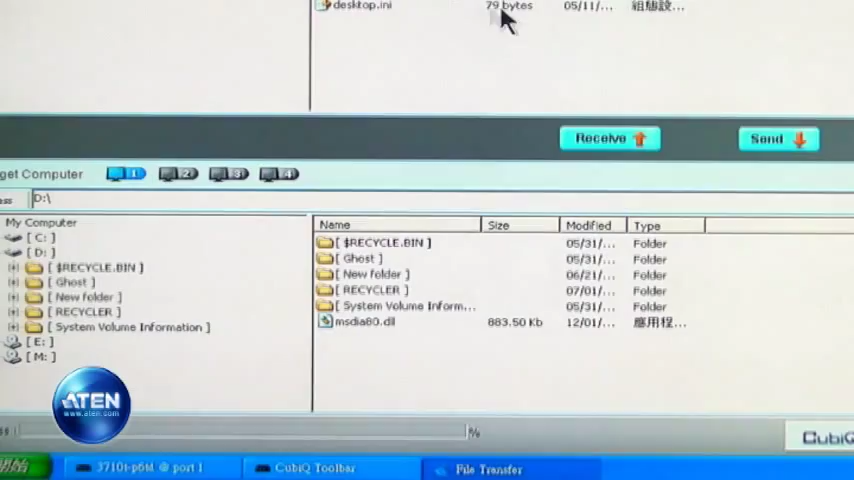 desktop.ini 79 bytes 05/11/... 組態設...
Receive Send
get Computer 1 2 3 4
ess D:\
My Computer
[ C: ]
[ D: ]
[ $RECYCLE.BIN ]
[ Ghost ]
[ New folder ]
[ RECYCLER ]
[ System Volume Information ]
[ E: ]
[ M: ]
Name Size Modified Type
[ $RECYCLE.BIN ] 05/31/... Folder
[ Ghost ] 05/31/... Folder
[ New folder ] 06/21/... Folder
[ RECYCLER ] 07/01/... Folder
[ System Volume Inform... 05/31/... Folder
msdia80.dll 883.50 Kb 12/01/... 應用程...
ATEN
www.aten.com
%
CubiQ
@ port 1 CubiQ Toolbar File Transfer